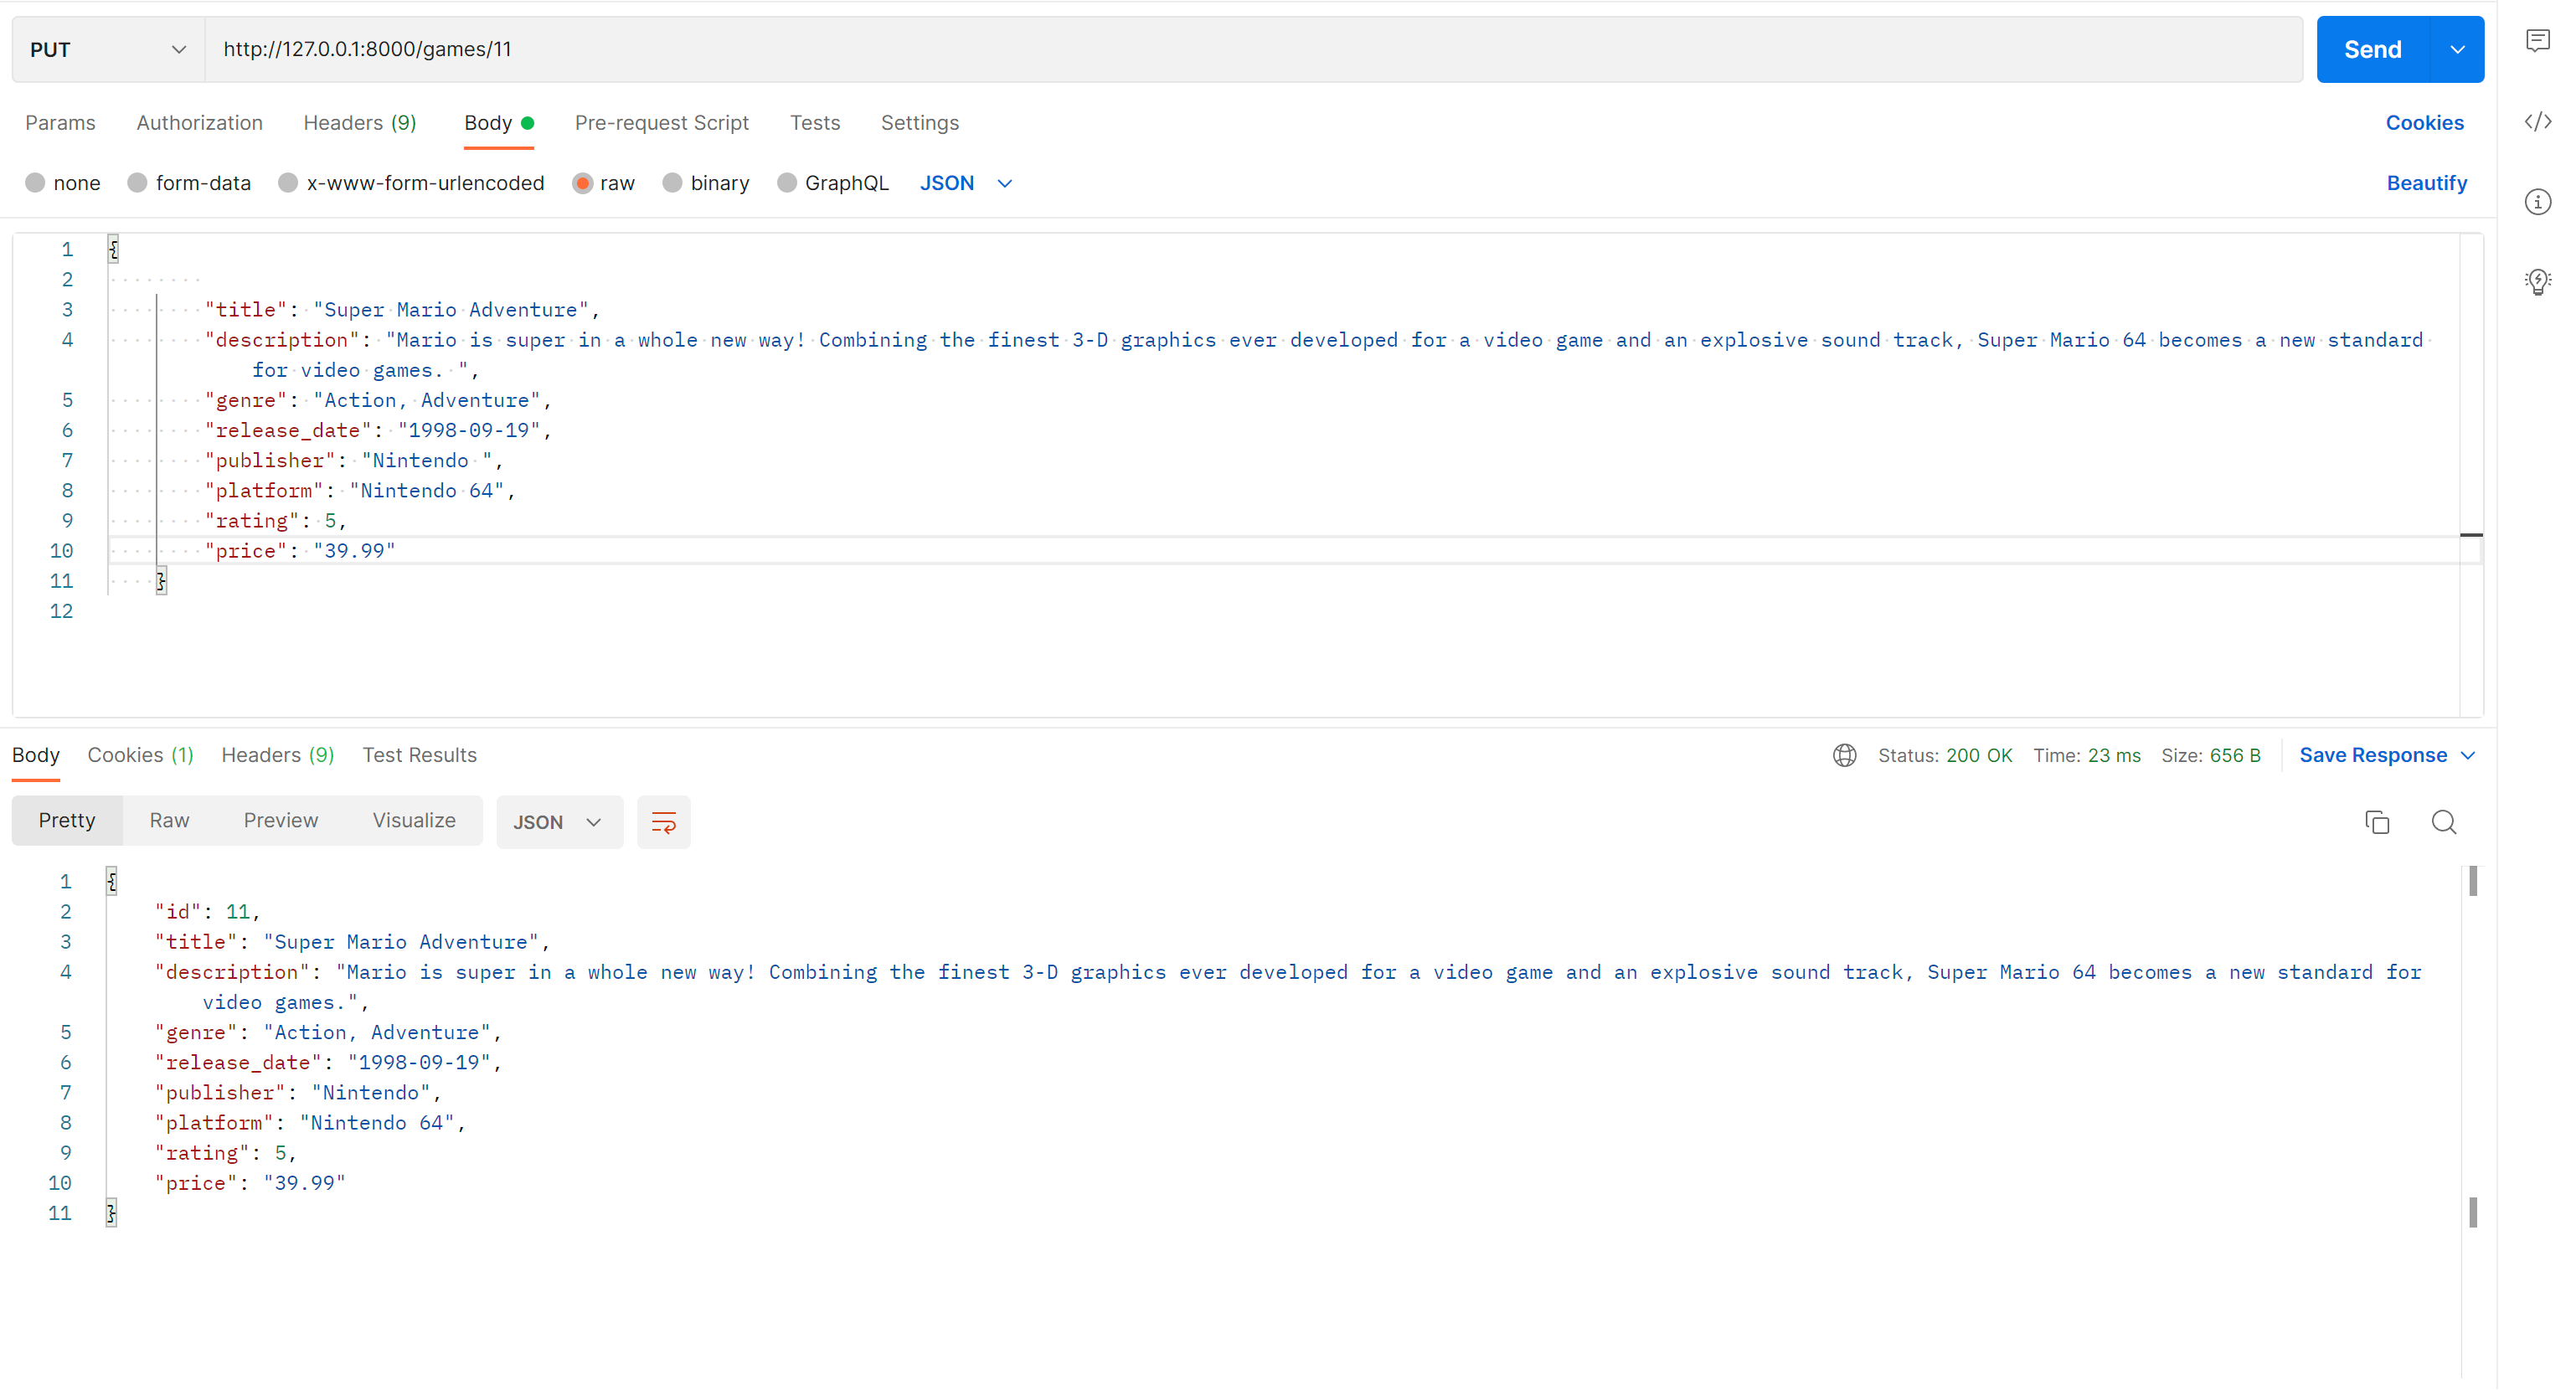 PUT http://127.0.0.1:8000/games/11 Send
Params Authorization Headers (9) Body Pre-request Script Tests Settings Cookies
none form-data x-www-form-urlencoded raw binary GraphQL JSON Beautify
1 {
2
3 "title": "Super Mario Adventure",
4 "description": "Mario is super in a whole new way! Combining the finest 3-D graphics ever developed for a video game and an explosive sound track, Super Mario 64 becomes a new standard
for video games. ",
5 "genre": "Action, Adventure",
6 "release_date": "1998-09-19",
7 "publisher": "Nintendo ",
8 "platform": "Nintendo 64",
9 "rating": 5,
10 "price": "39.99"
11 }
12
Body Cookies (1) Headers (9) Test Results Status: 200 OK Time: 23 ms Size: 656 B Save Response
Pretty Raw Preview Visualize JSON
1 {
2 "id": 11,
3 "title": "Super Mario Adventure",
4 "description": "Mario is super in a whole new way! Combining the finest 3-D graphics ever developed for a video game and an explosive sound track, Super Mario 64 becomes a new standard for
video games.",
5 "genre": "Action, Adventure",
6 "release_date": "1998-09-19",
7 "publisher": "Nintendo",
8 "platform": "Nintendo 64",
9 "rating": 5,
10 "price": "39.99"
11 }